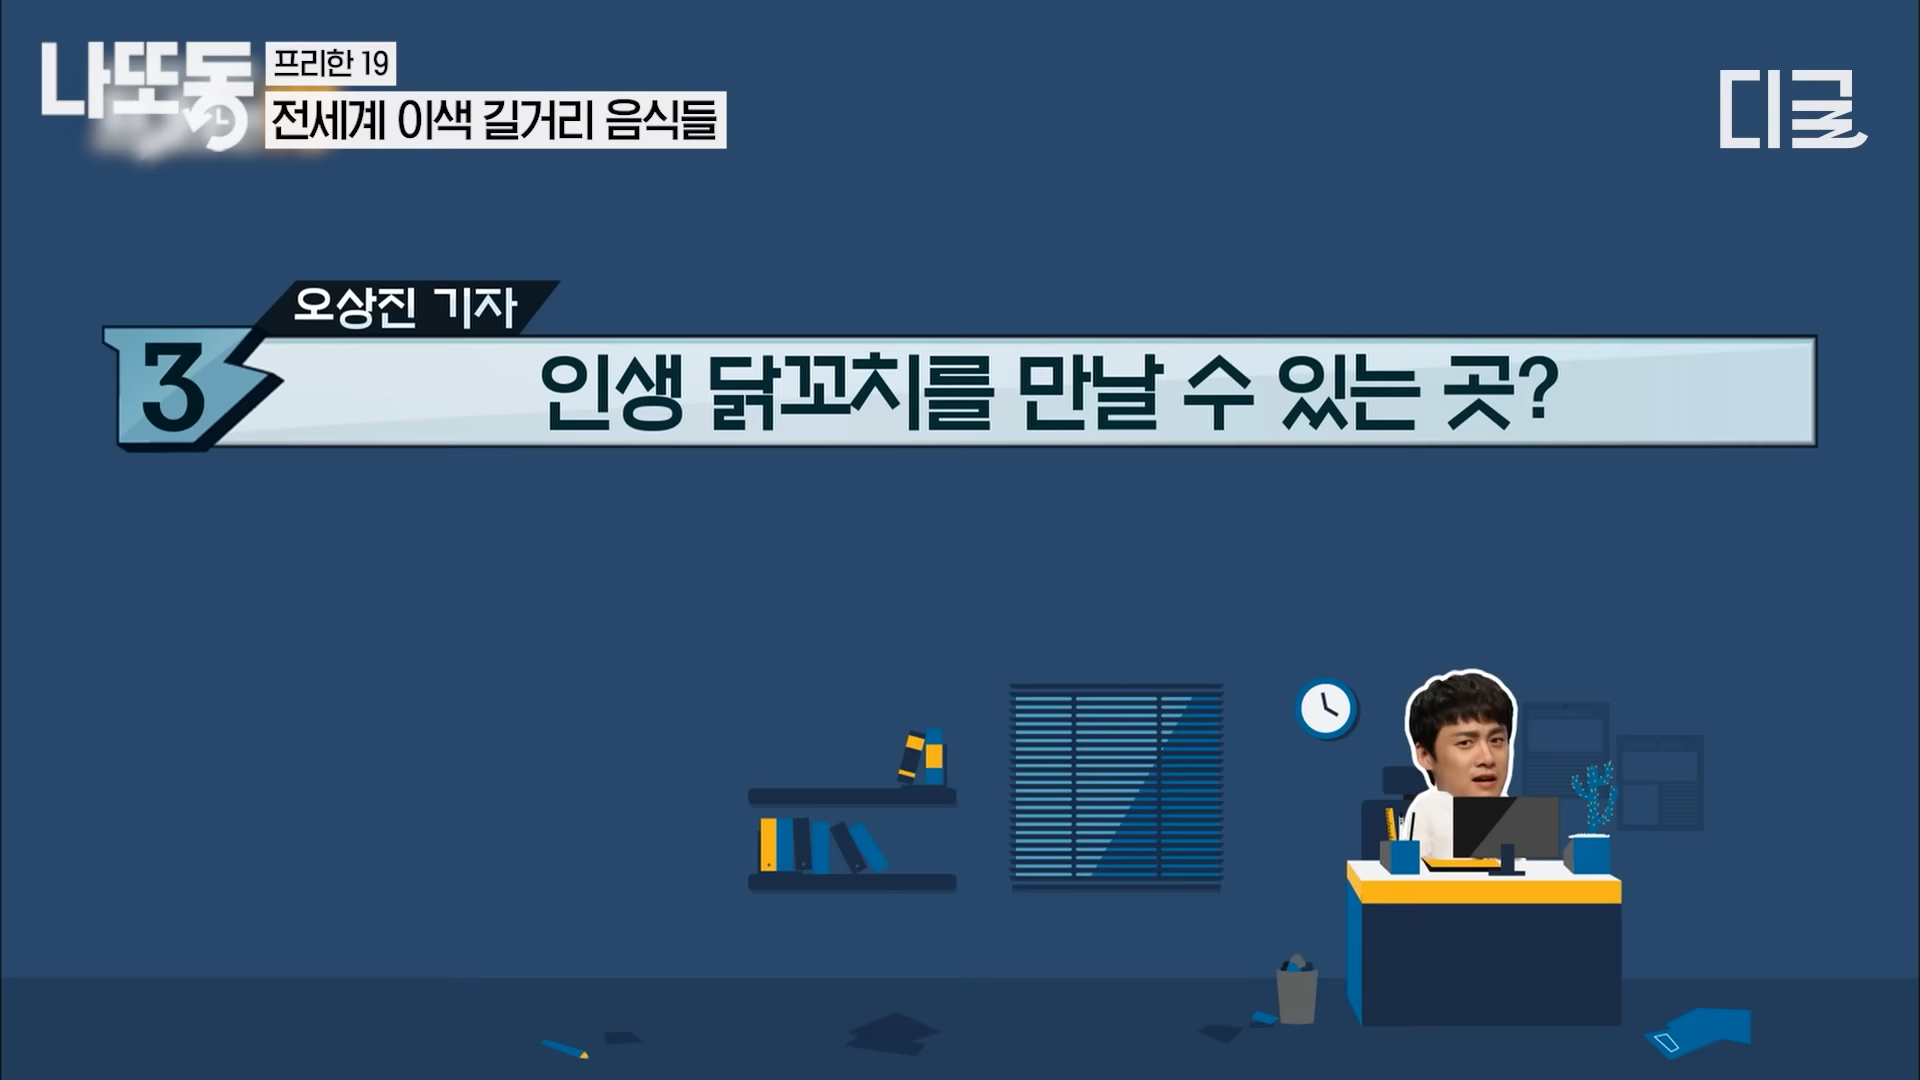 나또동
프리한 19
전세계 이색 길거리 음식들
디글
오상진 기자
3
인생 닭꼬치를 만날 수 있는 곳?